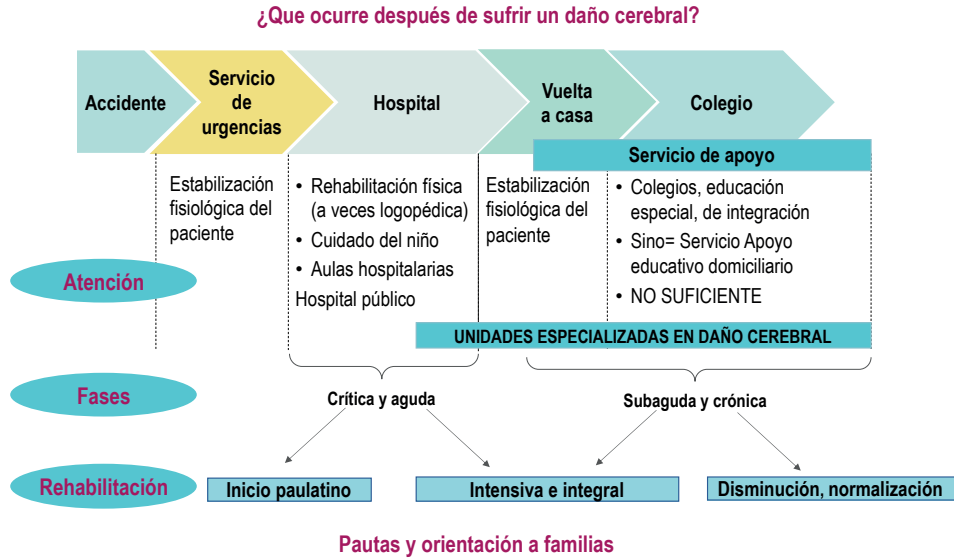 ¿Que ocurre después de sufrir un daño cerebral?
Accidente
Servicio
de
urgencias
Hospital
Vuelta
a casa
Colegio
Servicio de apoyo
Atención
Estabilización
fisiológica del
paciente
• Rehabilitación física
(a veces logopédica)
• Cuidado del niño
• Aulas hospitalarias
Hospital público
Estabilización
fisiológica del
paciente
• Colegios, educación
especial, de integración
• Sino= Servicio Apoyo
educativo domiciliario
• NO SUFICIENTE
UNIDADES ESPECIALIZADAS EN DAÑO CEREBRAL
Fases
Crítica y aguda
Subaguda y crónica
Rehabilitación
Inicio paulatino
Intensiva e integral
Disminución, normalización
Pautas y orientación a familias